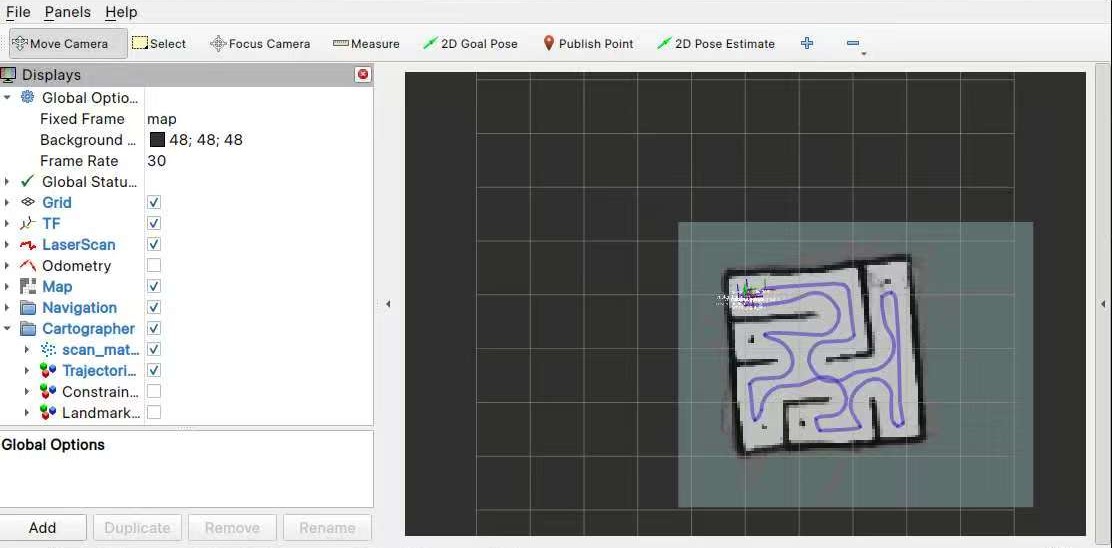 File Panels Help
Move Camera Select Focus Camera Measure 2D Goal Pose Publish Point 2D Pose Estimate
Displays
Global Optio...
Fixed Frame map
Background ... 48; 48; 48
Frame Rate 30
Global Statu...
Grid
TF
LaserScan
Odometry
Map
Navigation
Cartographer
scan_mat...
Trajectori...
Constrain...
Landmark...
Global Options
Add Duplicate Remove Rename